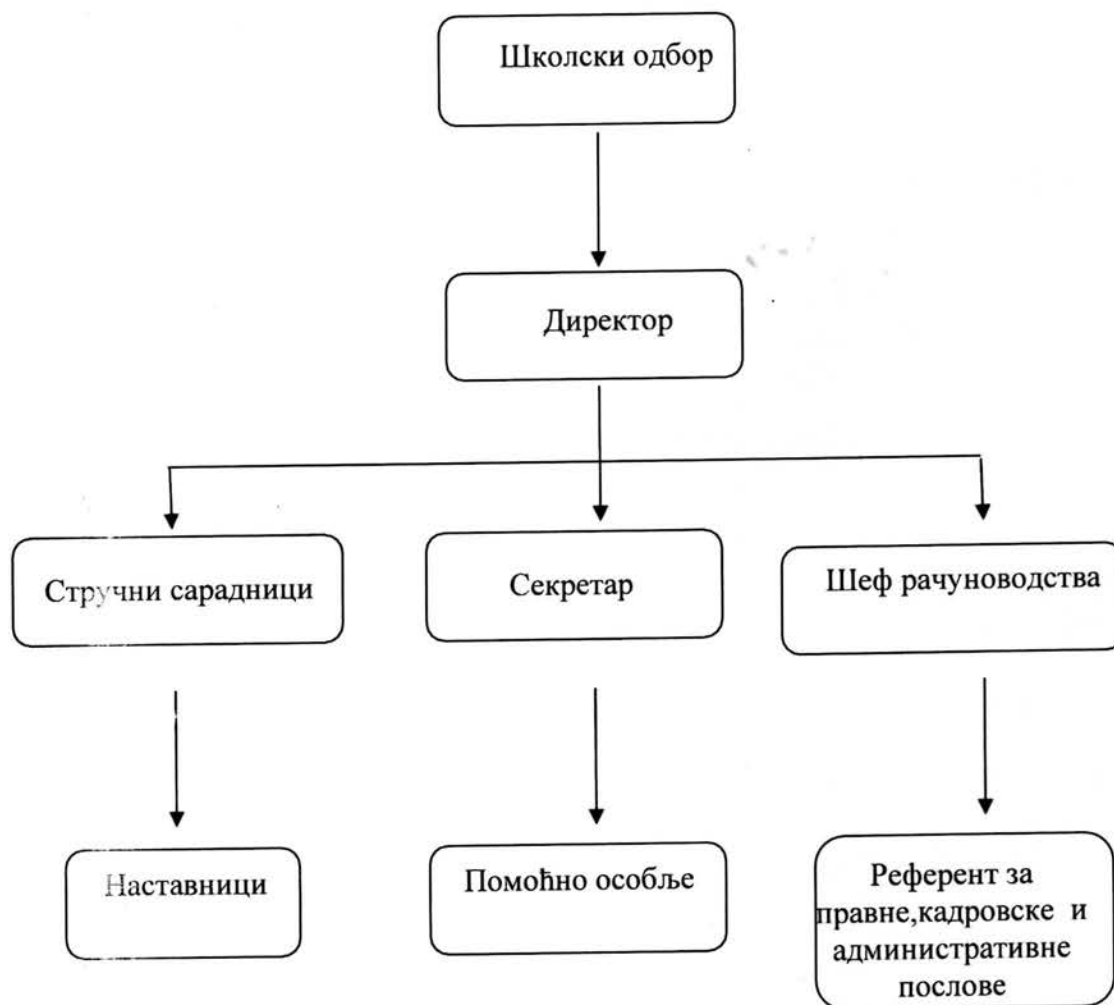 Школски одбор
Директор
Стручни сарадници
Секретар
Шеф рачуноводства
Наставници
Помоћно особље
Референт за
правне,кадровске и
административне
послове